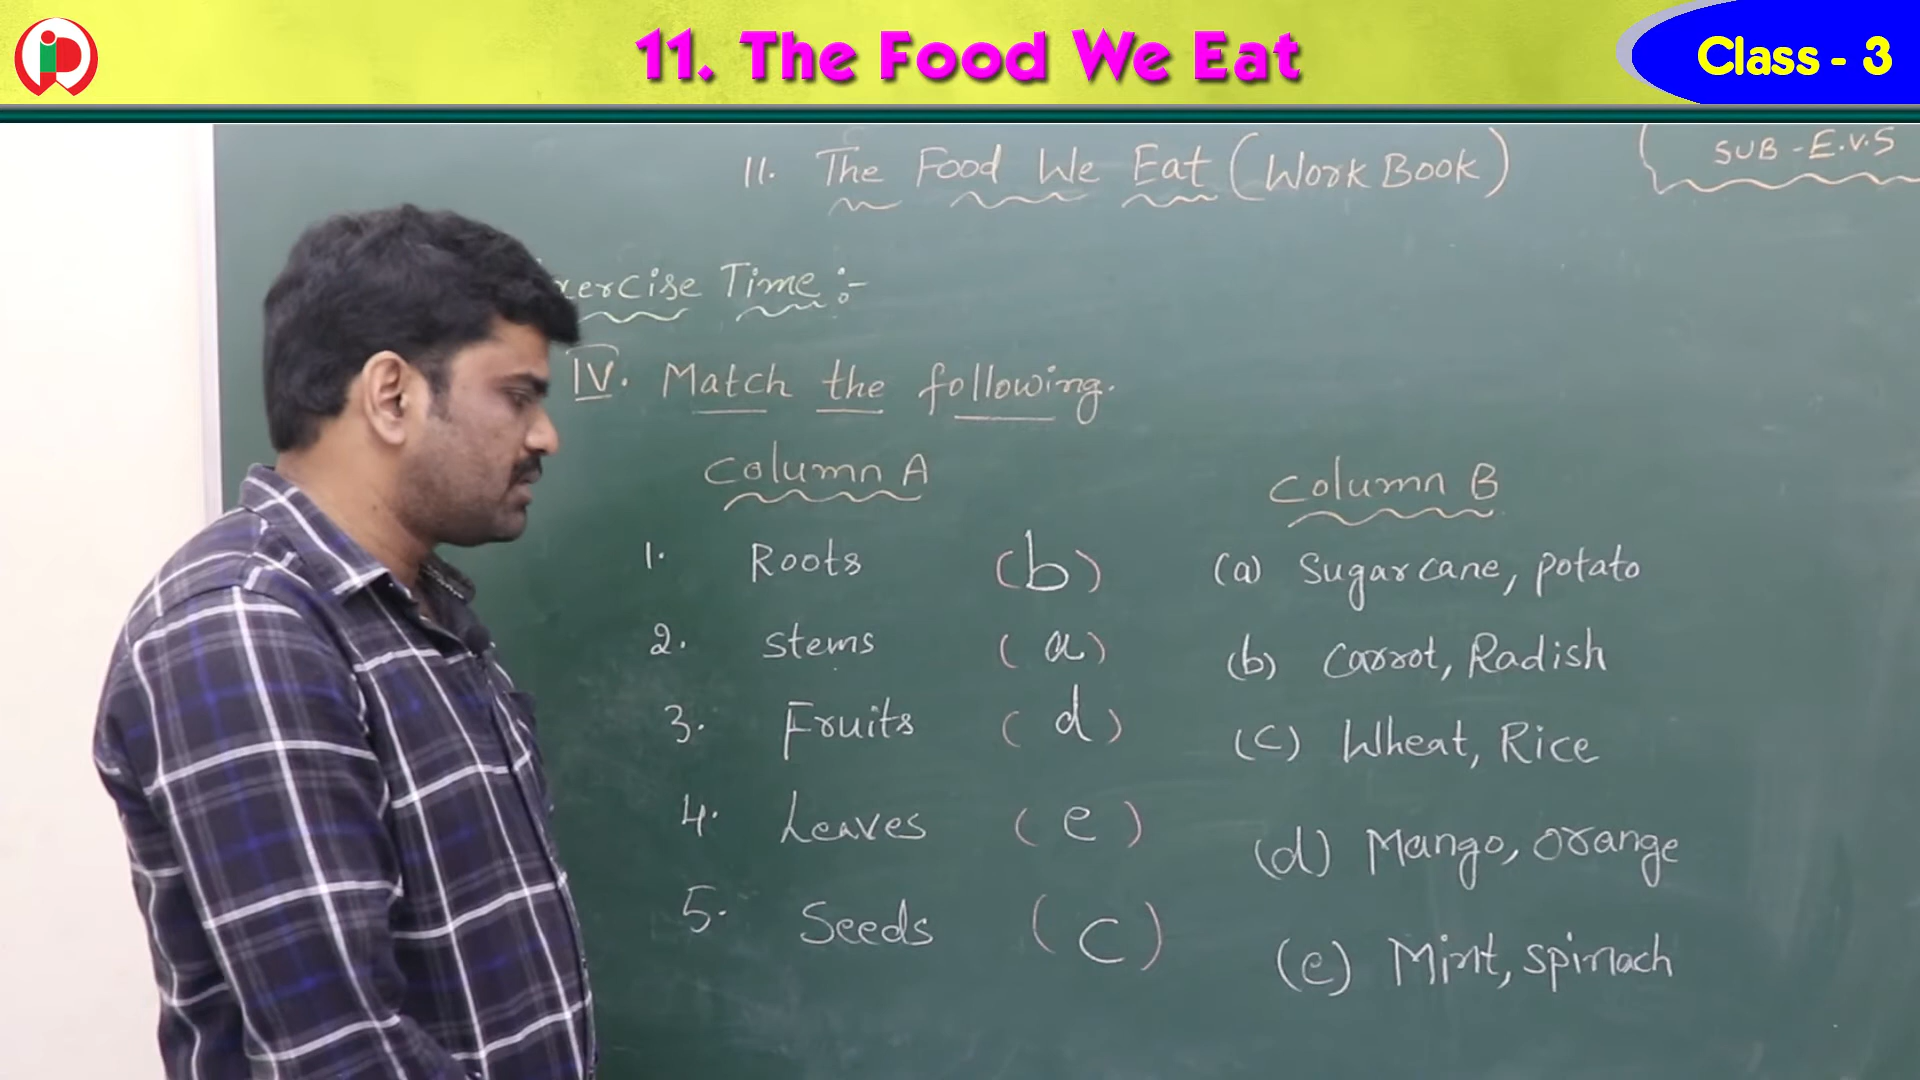 11. The Food We Eat
Class - 3
11. The Food We Eat (Work Book)
SUB - E.V.S
Exercise Time :-
IV. Match the following.
Column A Column B
1. Roots (b) (a) Sugarcane, potato
2. Stems (a) (b) Carrot, Radish
3. Fruits (d) (c) Wheat, Rice
4. Leaves (e) (d) Mango, orange
5. Seeds (c) (e) Mint, spinach